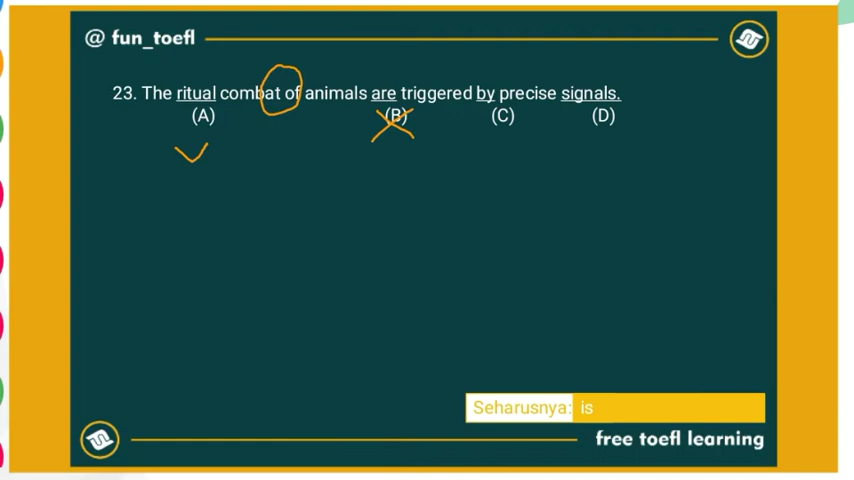 @ fun_toefl
23. The ritual combat of animals are triggered by precise signals.
(A) (B) (C) (D)
Seharusnya: is
free toefl learning